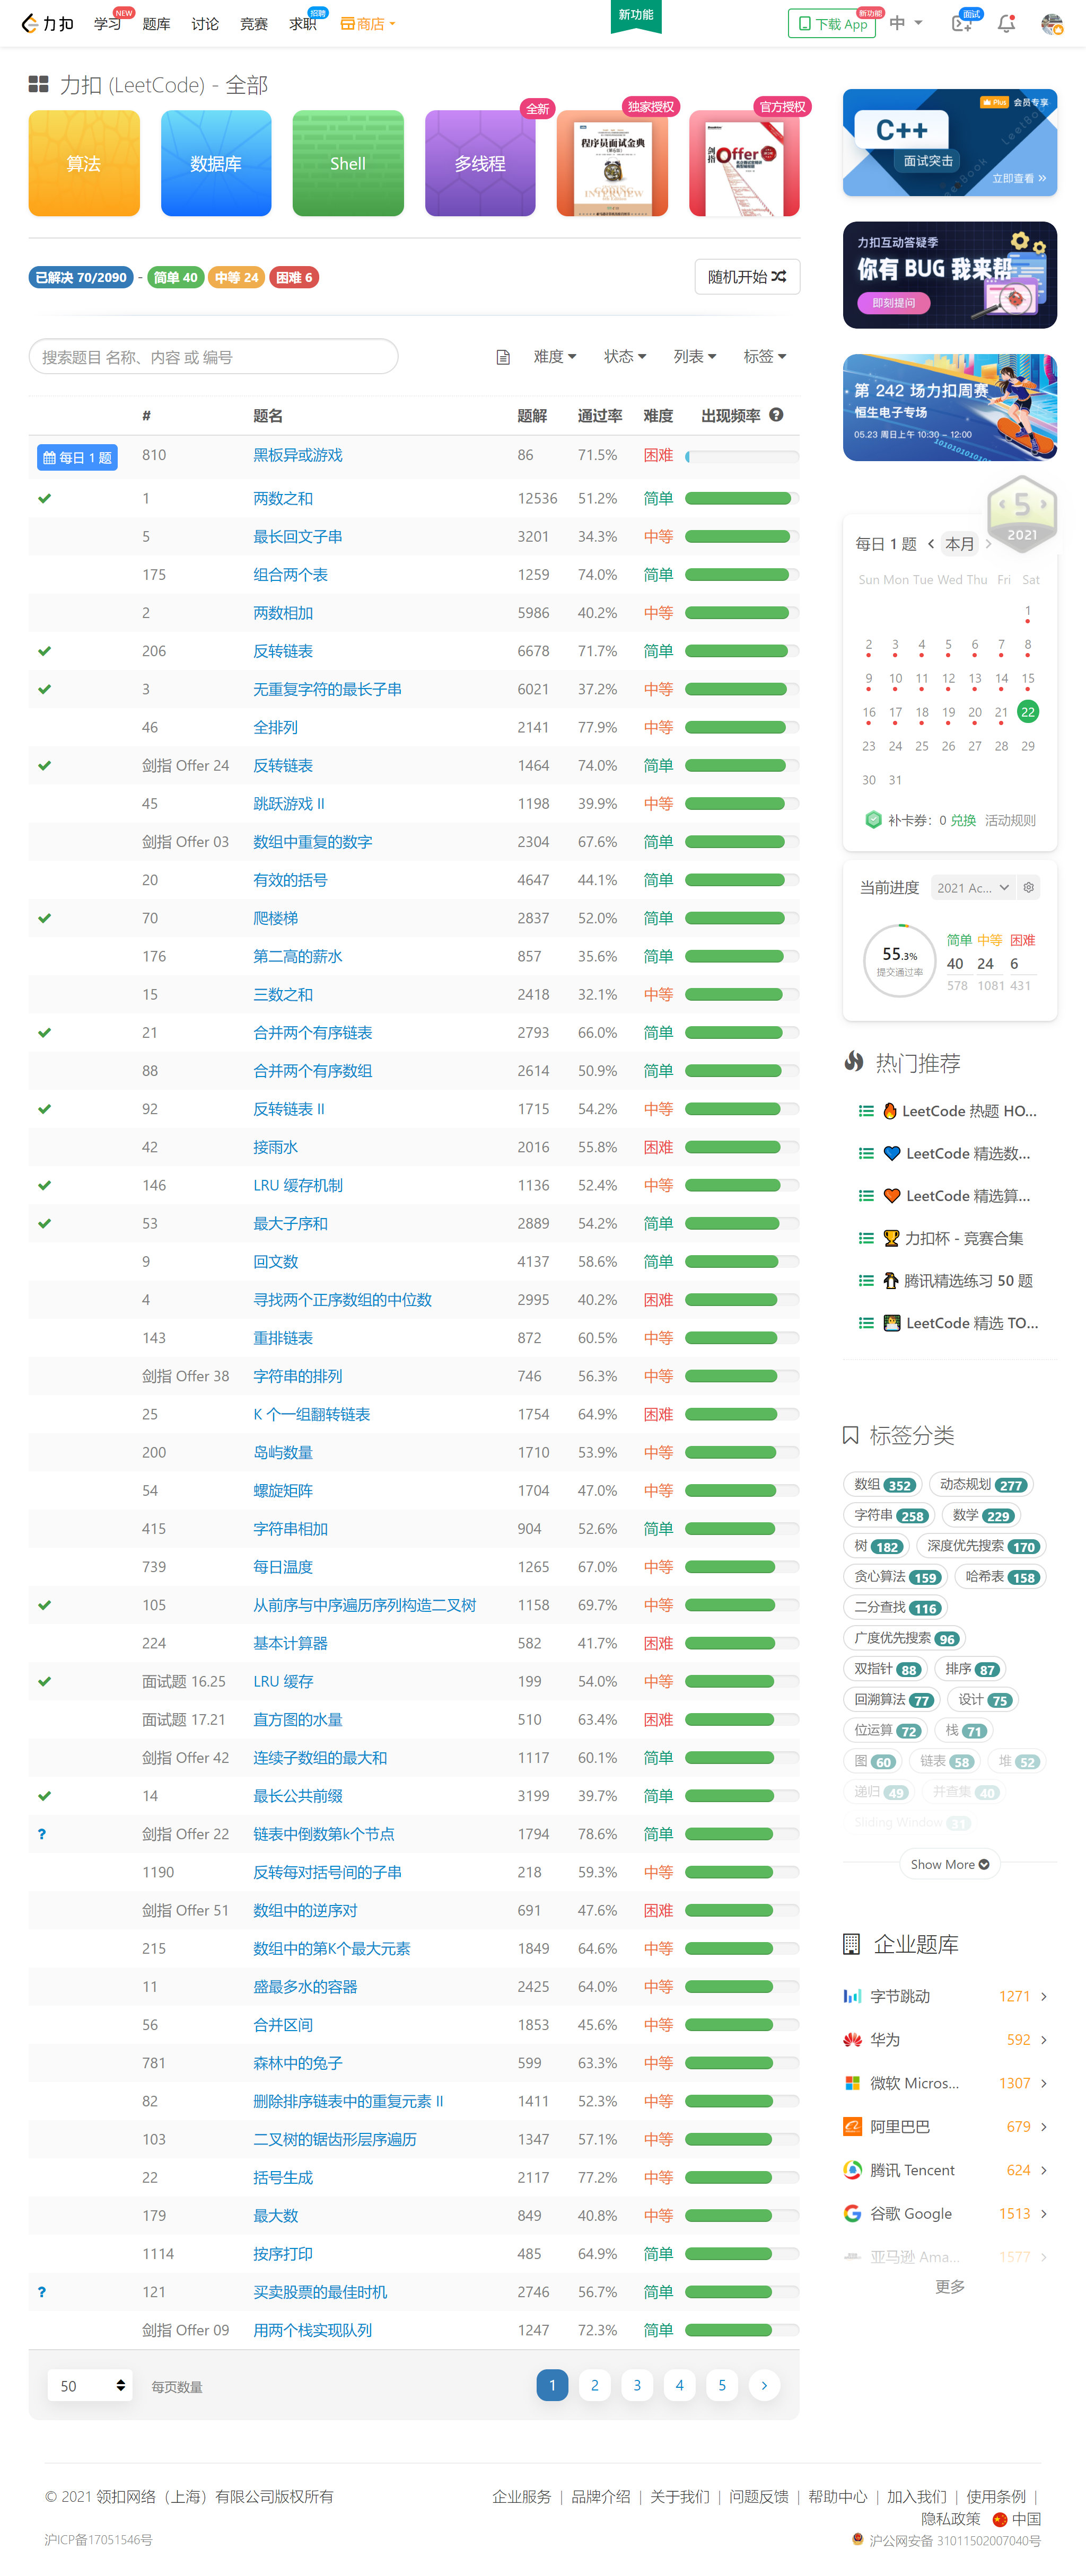 力扣 学习 NEW 题库 讨论 竞赛 求职 招聘 商店 新功能 下载 App 新功能 中 面试
力扣 (LeetCode) - 全部
算法 数据库 Shell 多线程 全新 独家授权 官方授权
程序员面试金典
CODING INTERVIEW
剑指 Offer
已解决 70/2090 - 简单 40 中等 24 困难 6 随机开始
搜索题目 名称、内容 或 编号 难度 状态 列表 标签
# 题名 题解 通过率 难度 出现频率
每日 1 题 810 黑板异或游戏 86 71.5% 困难
1 两数之和 12536 51.2% 简单
5 最长回文子串 3201 34.3% 中等
175 组合两个表 1259 74.0% 简单
2 两数相加 5986 40.2% 中等
206 反转链表 6678 71.7% 简单
3 无重复字符的最长子串 6021 37.2% 中等
46 全排列 2141 77.9% 中等
剑指 Offer 24 反转链表 1464 74.0% 简单
45 跳跃游戏 II 1198 39.9% 中等
剑指 Offer 03 数组中重复的数字 2304 67.6% 简单
20 有效的括号 4647 44.1% 简单
70 爬楼梯 2837 52.0% 简单
176 第二高的薪水 857 35.6% 简单
15 三数之和 2418 32.1% 中等
21 合并两个有序链表 2793 66.0% 简单
88 合并两个有序数组 2614 50.9% 简单
92 反转链表 II 1715 54.2% 中等
42 接雨水 2016 55.8% 困难
146 LRU 缓存机制 1136 52.4% 中等
53 最大子序和 2889 54.2% 简单
9 回文数 4137 58.6% 简单
4 寻找两个正序数组的中位数 2995 40.2% 困难
143 重排链表 872 60.5% 中等
剑指 Offer 38 字符串的排列 746 56.3% 中等
25 K 个一组翻转链表 1754 64.9% 困难
200 岛屿数量 1710 53.9% 中等
54 螺旋矩阵 1704 47.0% 中等
415 字符串相加 904 52.6% 简单
739 每日温度 1265 67.0% 中等
105 从前序与中序遍历序列构造二叉树 1158 69.7% 中等
224 基本计算器 582 41.7% 困难
面试题 16.25 LRU 缓存 199 54.0% 中等
面试题 17.21 直方图的水量 510 63.4% 困难
剑指 Offer 42 连续子数组的最大和 1117 60.1% 简单
14 最长公共前缀 3199 39.7% 简单
? 剑指 Offer 22 链表中倒数第k个节点 1794 78.6% 简单
1190 反转每对括号间的子串 218 59.3% 中等
剑指 Offer 51 数组中的逆序对 691 47.6% 困难
215 数组中的第K个最大元素 1849 64.6% 中等
11 盛最多水的容器 2425 64.0% 中等
56 合并区间 1853 45.6% 中等
781 森林中的兔子 599 63.3% 中等
82 删除排序链表中的重复元素 II 1411 52.3% 中等
103 二叉树的锯齿形层序遍历 1347 57.1% 中等
22 括号生成 2117 77.2% 中等
179 最大数 849 40.8% 中等
1114 按序打印 485 64.9% 简单
? 121 买卖股票的最佳时机 2746 56.7% 简单
剑指 Offer 09 用两个栈实现队列 1247 72.3% 简单
50 每页数量 1 2 3 4 5
Plus 会员专享
C++
面试突击
LeetBook
立即查看 »
力扣互动答疑季
你有 BUG 我来帮
即刻提问
第 242 场力扣周赛
恒生电子专场
05.23 周日上午 10:30 - 12:00
5
2021
每日 1 题 本月
Sun Mon Tue Wed Thu Fri Sat
1
2 3 4 5 6 7 8
9 10 11 12 13 14 15
16 17 18 19 20 21 22
23 24 25 26 27 28 29
30 31
补卡券：0 兑换 活动规则
当前进度 2021 Ac...
55.3%
提交通过率
简单 中等 困难
40 24 6
578 1081 431
热门推荐
LeetCode 热题 HO...
LeetCode 精选数...
LeetCode 精选算...
力扣杯 - 竞赛合集
腾讯精选练习 50 题
LeetCode 精选 TO...
标签分类
数组 352 动态规划 277
字符串 258 数学 229
树 182 深度优先搜索 170
贪心算法 159 哈希表 158
二分查找 116
广度优先搜索 96
双指针 88 排序 87
回溯算法 77 设计 75
位运算 72 栈 71
图 60 链表 58 堆 52
递归 49 并查集 40
Sliding Window 31
Show More
企业题库
字节跳动 1271
华为 592
微软 Micros... 1307
阿里巴巴 679
腾讯 Tencent 624
谷歌 Google 1513
亚马逊 Ama... 1577
更多
© 2021 领扣网络（上海）有限公司版权所有 企业服务 | 品牌介绍 | 关于我们 | 问题反馈 | 帮助中心 | 加入我们 | 使用条例 |
隐私政策 中国
沪ICP备17051546号 沪公网安备 31011502007040号